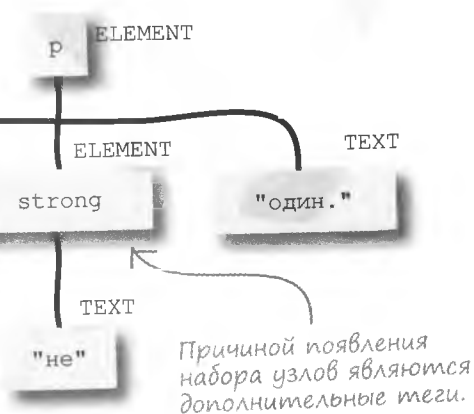 p ELEMENT
ELEMENT
TEXT
strong
"один."
TEXT
"не"
Причиной появления
набора узлов являются
дополнительные теги.